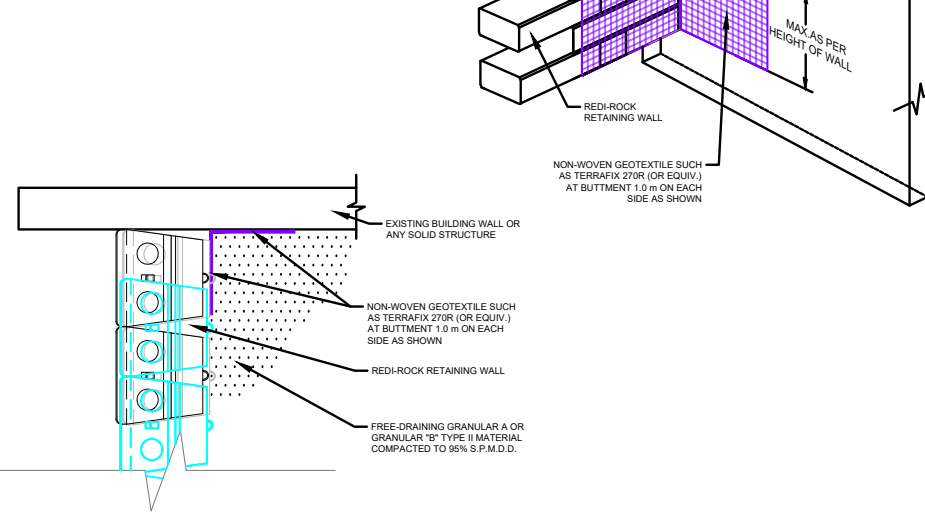 MAX.AS PER
HEIGHT OF WALL
REDI-ROCK
RETAINING WALL
NON-WOVEN GEOTEXTILE SUCH
AS TERRAFIX 270R (OR EQUIV.)
AT BUTTMENT 1.0 m ON EACH
SIDE AS SHOWN
EXISTING BUILDING WALL OR
ANY SOLID STRUCTURE
NON-WOVEN GEOTEXTILE SUCH
AS TERRAFIX 270R (OR EQUIV.)
AT BUTTMENT 1.0 m ON EACH
SIDE AS SHOWN
REDI-ROCK RETAINING WALL
FREE-DRAINING GRANULAR A OR
GRANULAR "B" TYPE II MATERIAL
COMPACTED TO 95% S.P.M.D.D.